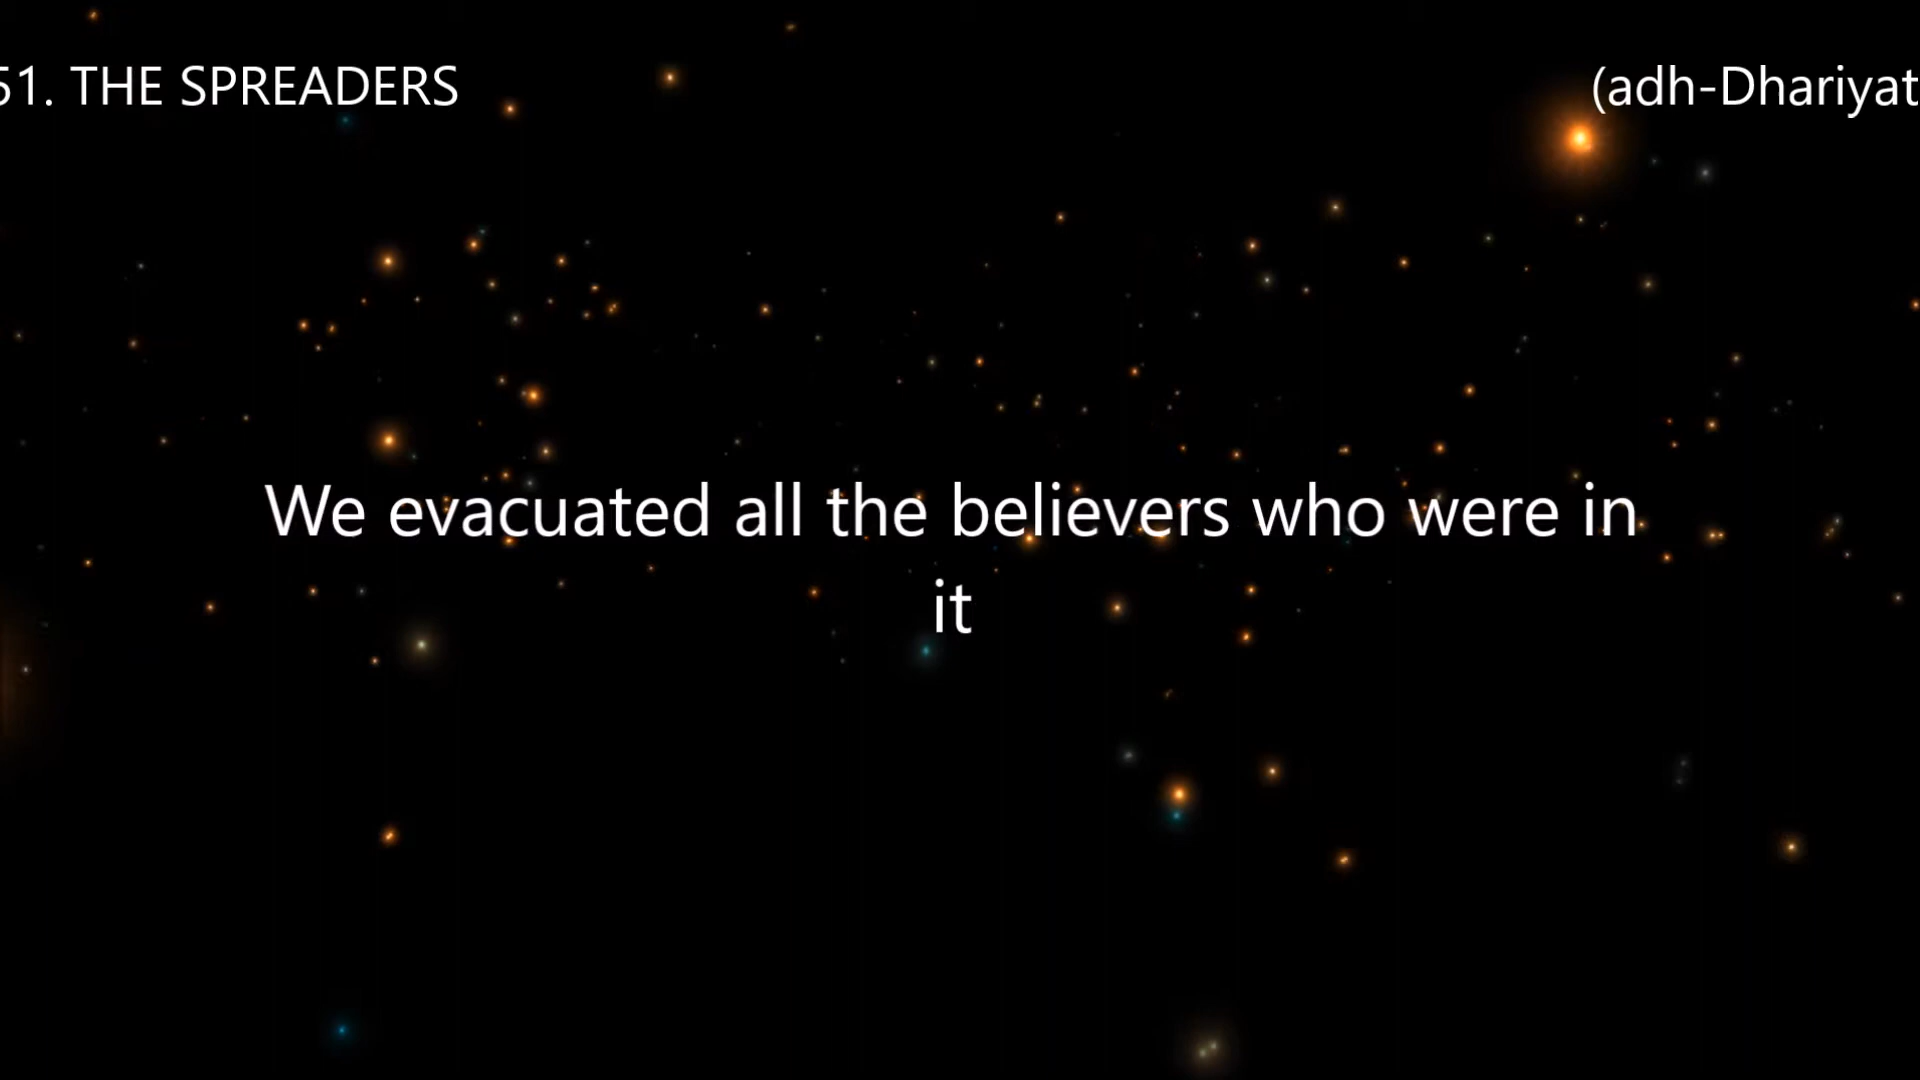 51. THE SPREADERS
(adh-Dhariyat
We evacuated all the believers who were in
it